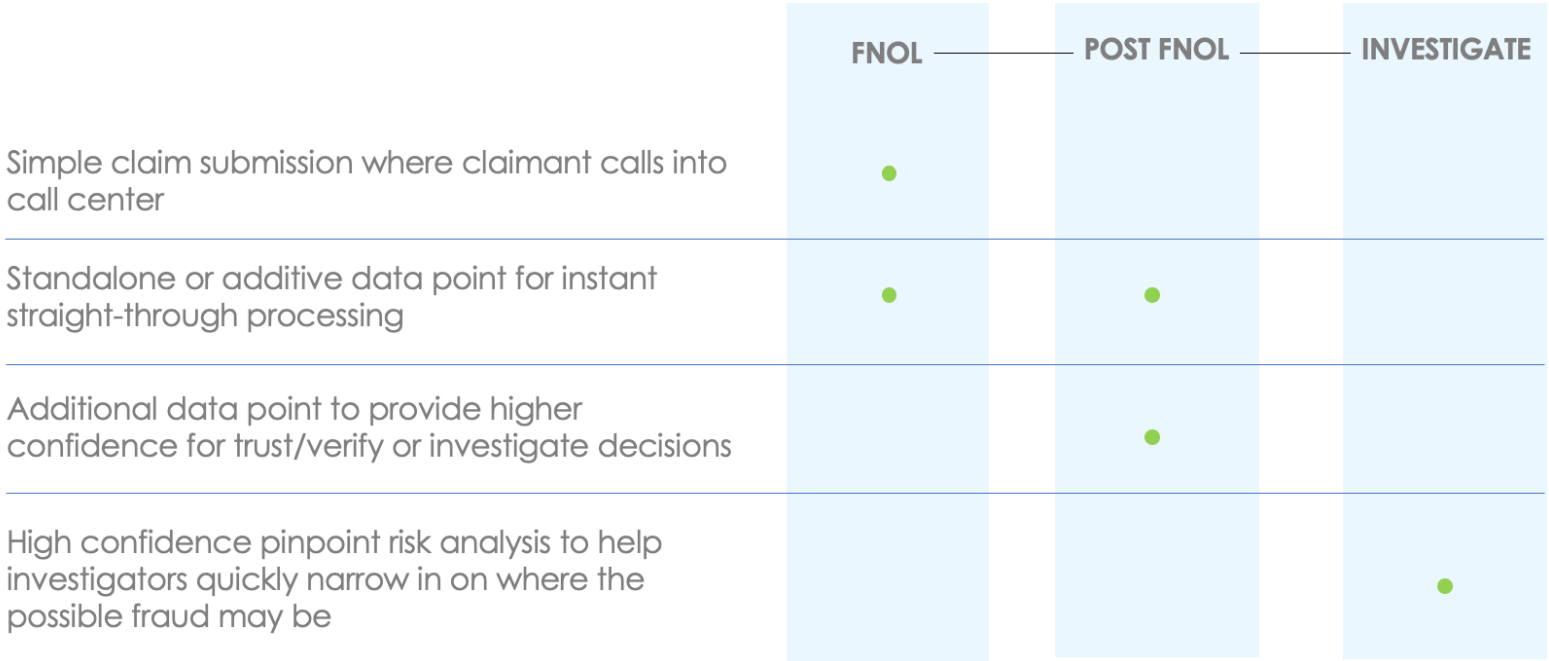 FNOL POST FNOL INVESTIGATE
Simple claim submission where claimant calls into
call center
Standalone or additive data point for instant
straight-through processing
Additional data point to provide higher
confidence for trust/verify or investigate decisions
High confidence pinpoint risk analysis to help
investigators quickly narrow in on where the
possible fraud may be